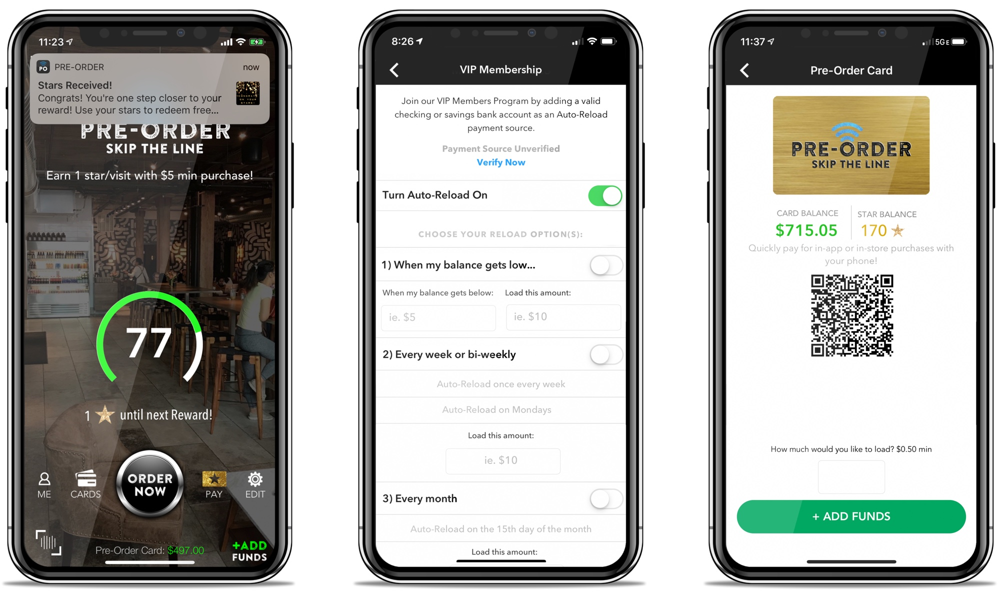 11:23
PO PRE-ORDER now
Stars Received!
Congrats! You're one step closer to your
reward! Use your stars to redeem free...
CONGRATS
ON YOUR
STARS!
PRE-ORDER
SKIP THE LINE
Earn 1 star/visit with $5 min purchase!
77
1 until next Reward!
ME
CARDS
ORDER
NOW
PAY
EDIT
Pre-Order Card: $497.00
+ADD
FUNDS
8:26
VIP Membership
Join our VIP Members Program by adding a valid
checking or savings bank account as an Auto-Reload
payment source.
Payment Source Unverified
Verify Now
Turn Auto-Reload On
CHOOSE YOUR RELOAD OPTION(S):
1) When my balance gets low...
When my balance gets below: Load this amount:
ie. $5 ie. $10
2) Every week or bi-weekly
Auto-Reload once every week
Auto-Reload on Mondays
Load this amount:
ie. $10
3) Every month
Auto-Reload on the 15th day of the month
Load this amount:
11:37 5GE
Pre-Order Card
PRE-ORDER
SKIP THE LINE
CARD BALANCE STAR BALANCE
$715.05 170
Quickly pay for in-app or in-store purchases with
your phone!
How much would you like to load? $0.50 min
+ ADD FUNDS